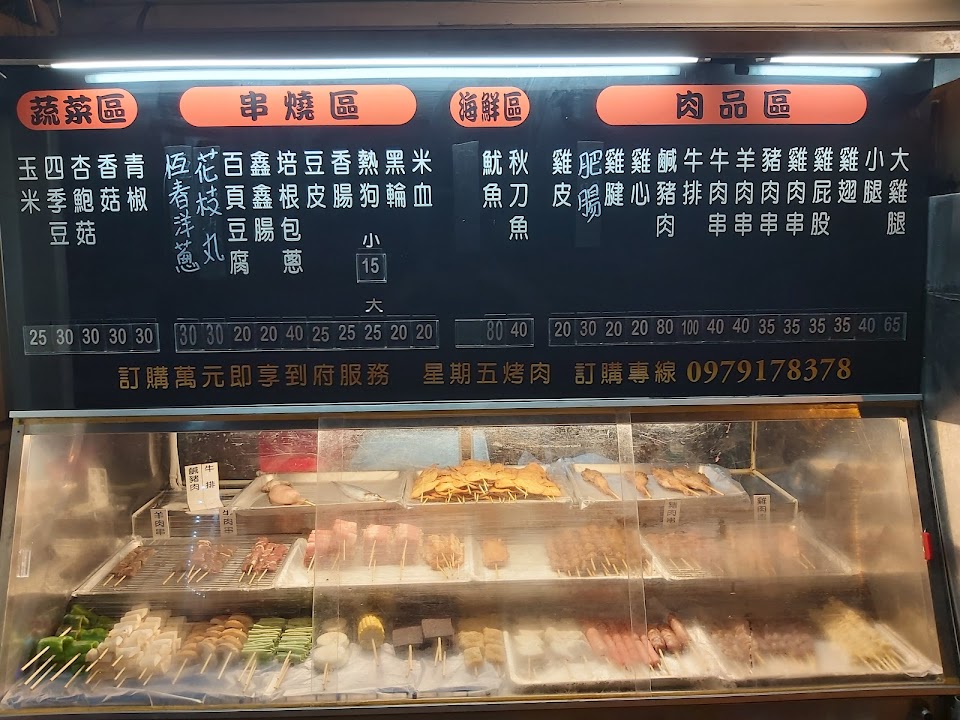 蔬菜區
串燒區
海鮮區
肉品區
玉米
四季豆
杏鮑菇
香菇
青椒
恆春洋蔥
花枝丸
百頁豆腐
鑫鑫腸
培根包蔥
豆皮
香腸
熱狗
小
15
大
黑輪
米血
魷魚
秋刀魚
雞皮
肥腸
雞腱
雞心
鹹豬肉
牛排
牛肉串
羊肉串
豬肉串
雞肉串
雞屁股
雞翅
小腿
大雞腿
25 30 30 30 30
30 30 20 20 40 25 25 25 20 20
80 40
20 30 20 20 80 100 40 40 35 35 35 35 40 65
訂購萬元即享到府服務 星期五烤肉 訂購專線 0979178378
鹹豬肉
牛排
羊肉串
牛肉串
豬肉串
雞肉串